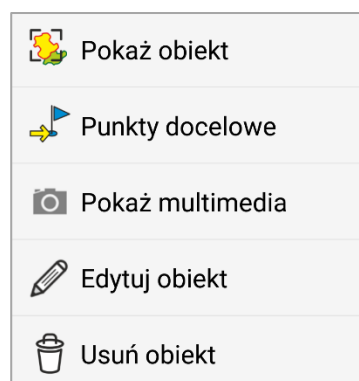 Pokaż obiekt
Punkty docelowe
Pokaż multimedia
Edytuj obiekt
Usuń obiekt